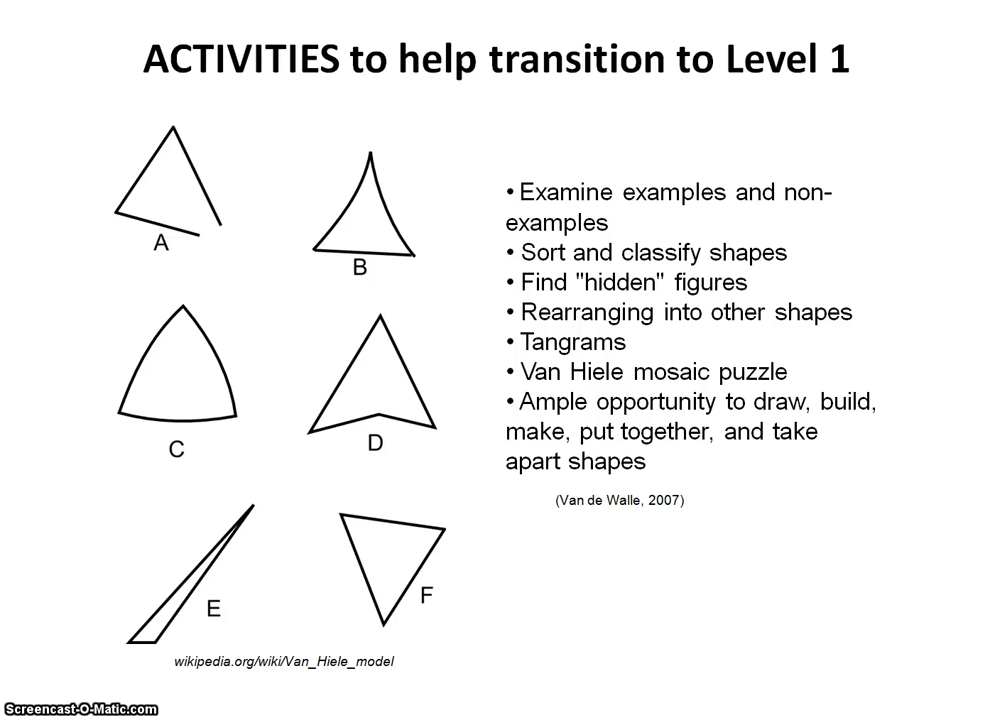 ACTIVITIES to help transition to Level 1
A
B
C
D
E
F
wikipedia.org/wiki/Van_Hiele_model
• Examine examples and non-
examples
• Sort and classify shapes
• Find "hidden" figures
• Rearranging into other shapes
• Tangrams
• Van Hiele mosaic puzzle
• Ample opportunity to draw, build,
make, put together, and take
apart shapes
(Van de Walle, 2007)
Screencast-O-Matic.com